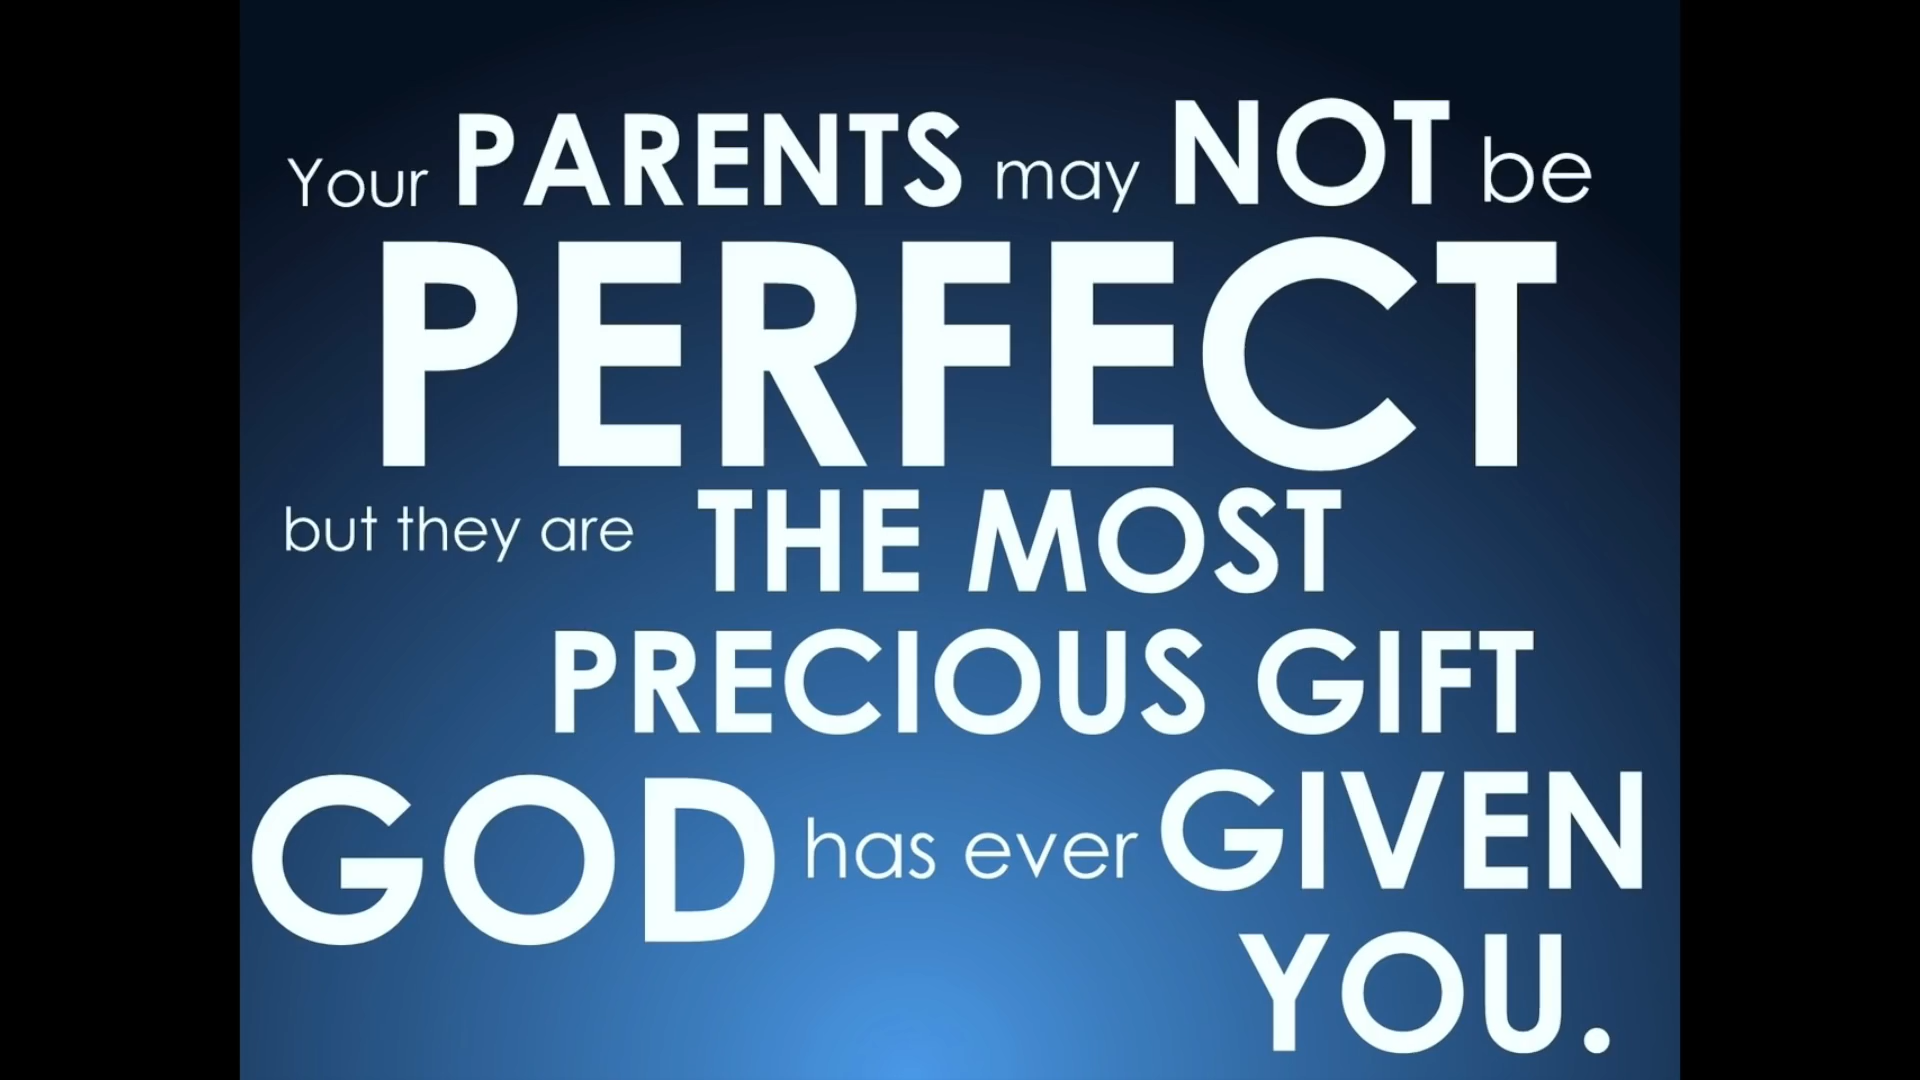 Your PARENTS may NOT be
PERFECT
but they are THE MOST
PRECIOUS GIFT
GOD has ever GIVEN
YOU.